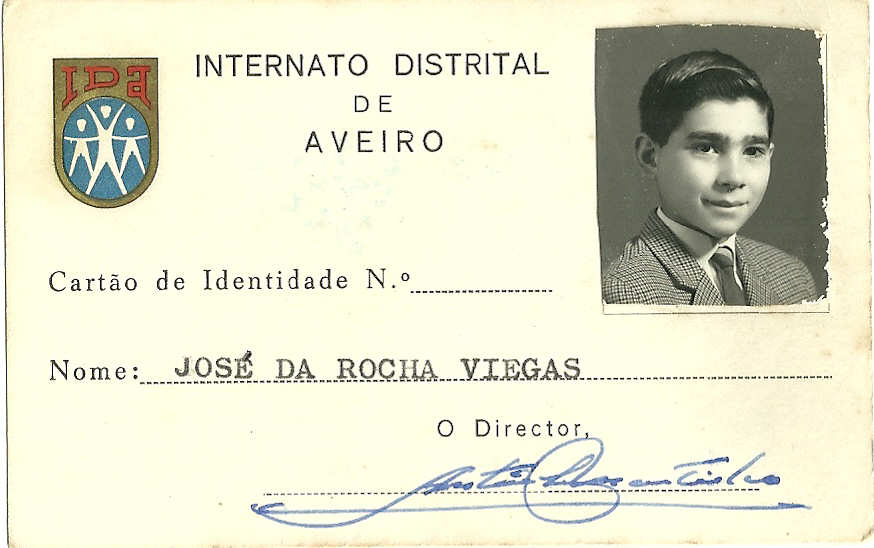 IDA
INTERNATO DISTRITAL
DE
AVEIRO
Cartão de Identidade N.º
Nome: JOSÉ DA ROCHA VIEGAS
O Director,